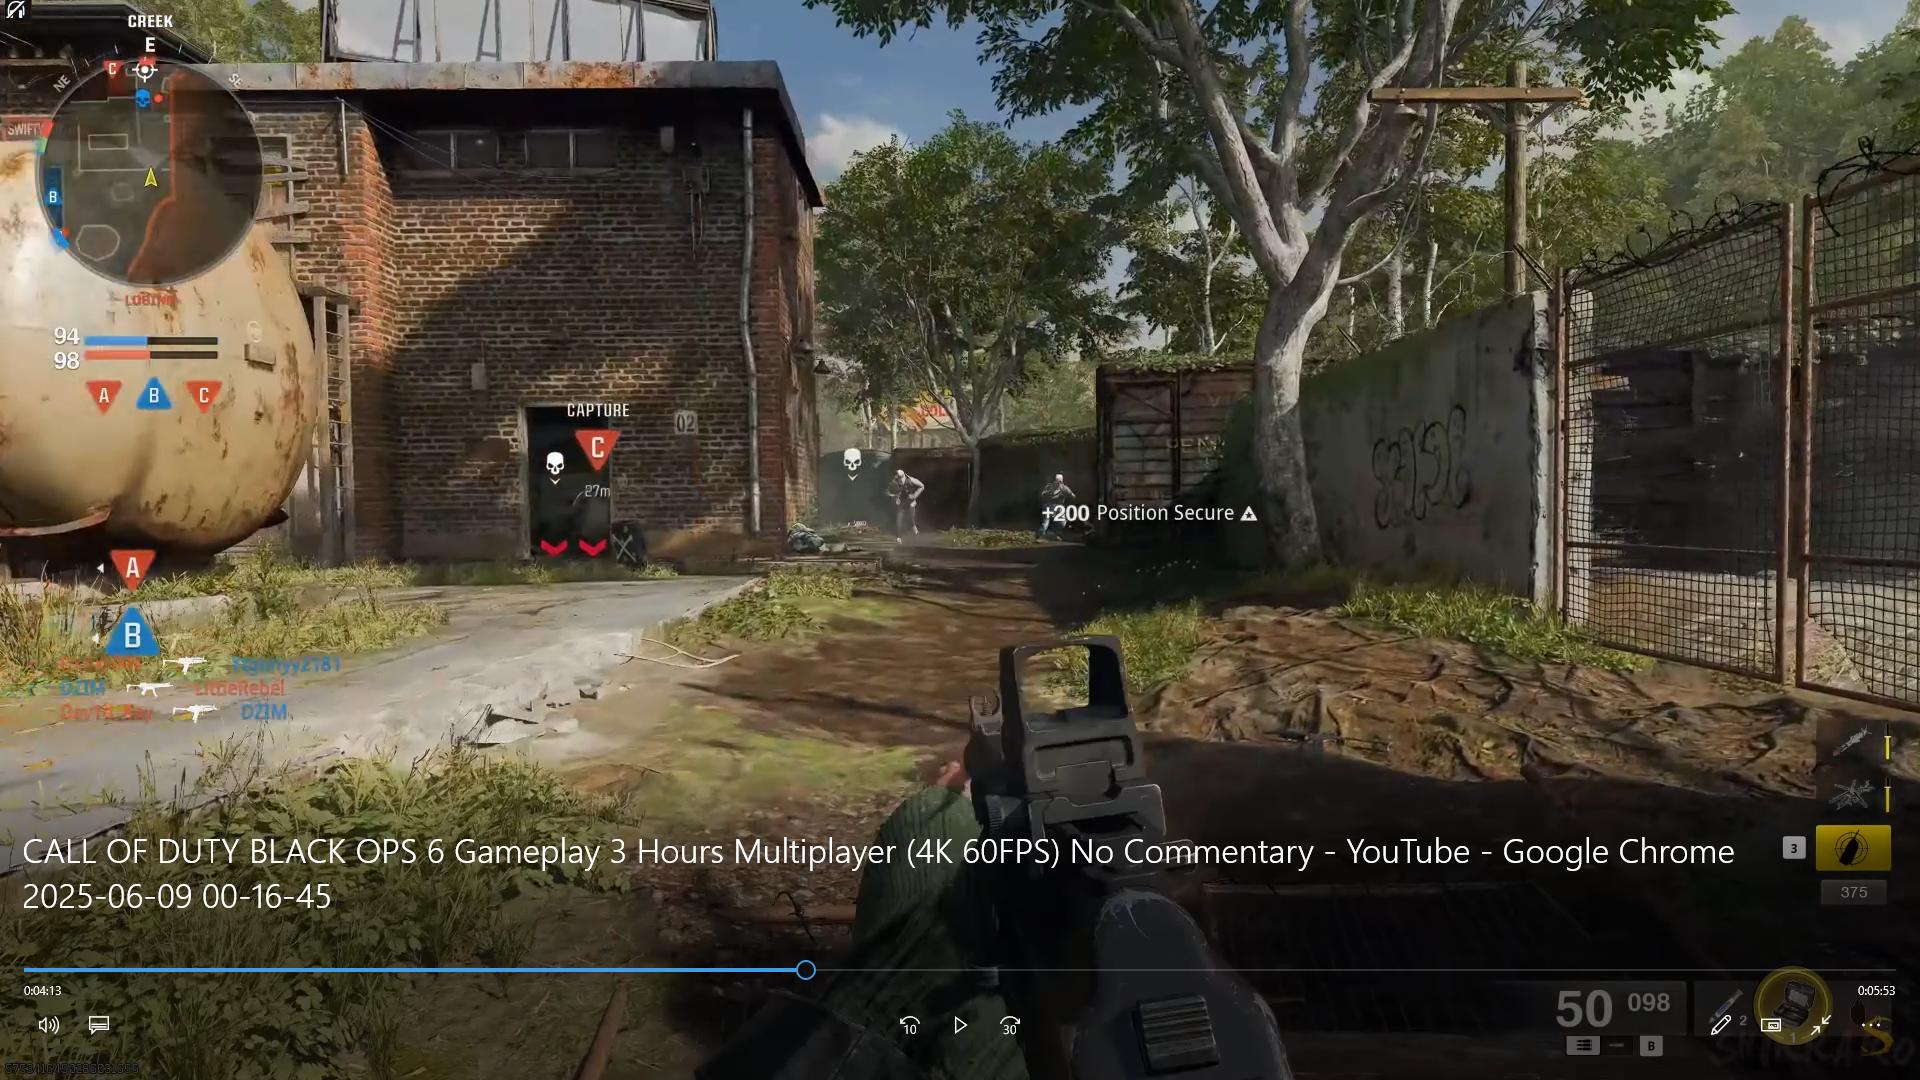 CREEK
E
NE
C
SE
SWIFT
B
94
98
A B C
CAPTURE
C
27m
02
+200 Position Secure
A
B
DZIM LittleRebel
DZIM
CALL OF DUTY BLACK OPS 6 Gameplay 3 Hours Multiplayer (4K 60FPS) No Commentary - YouTube - Google Chrome
2025-06-09 00-16-45
3
375
0:04:13
0:05:53
10
30
50 098
B
2
1